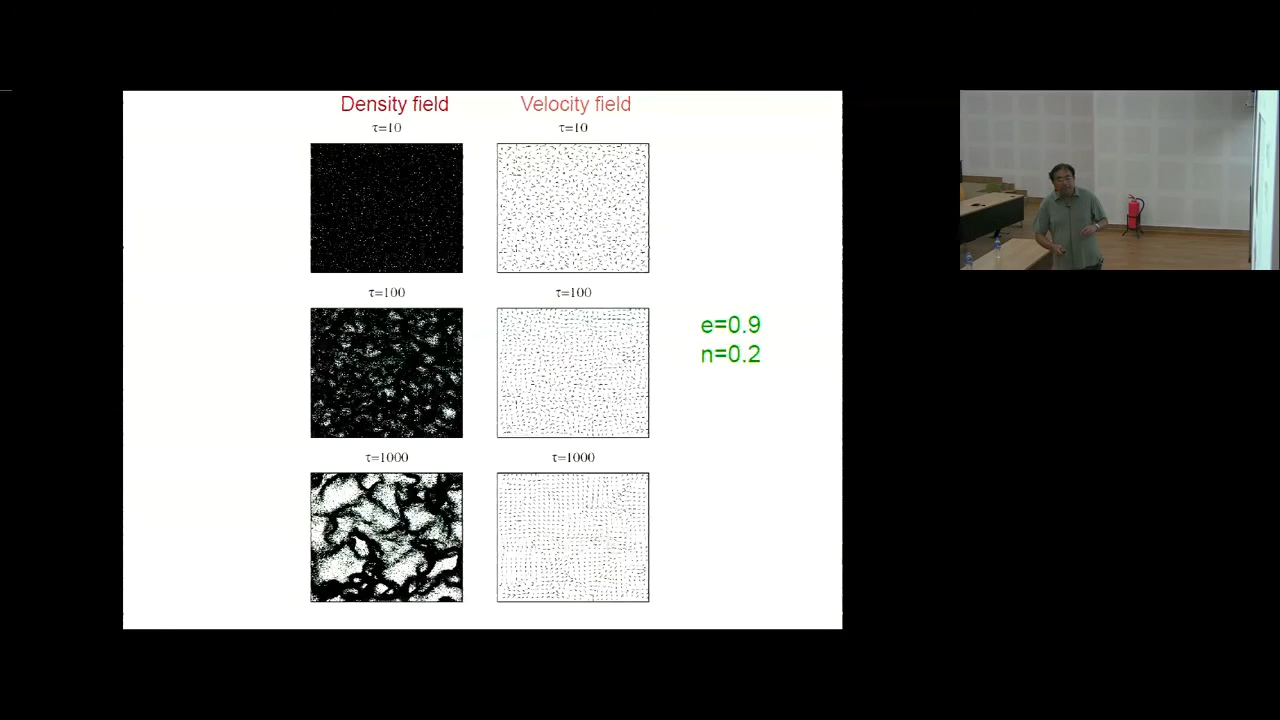 Density field Velocity field
τ=10 τ=10
τ=100 τ=100
e=0.9
n=0.2
τ=1000 τ=1000